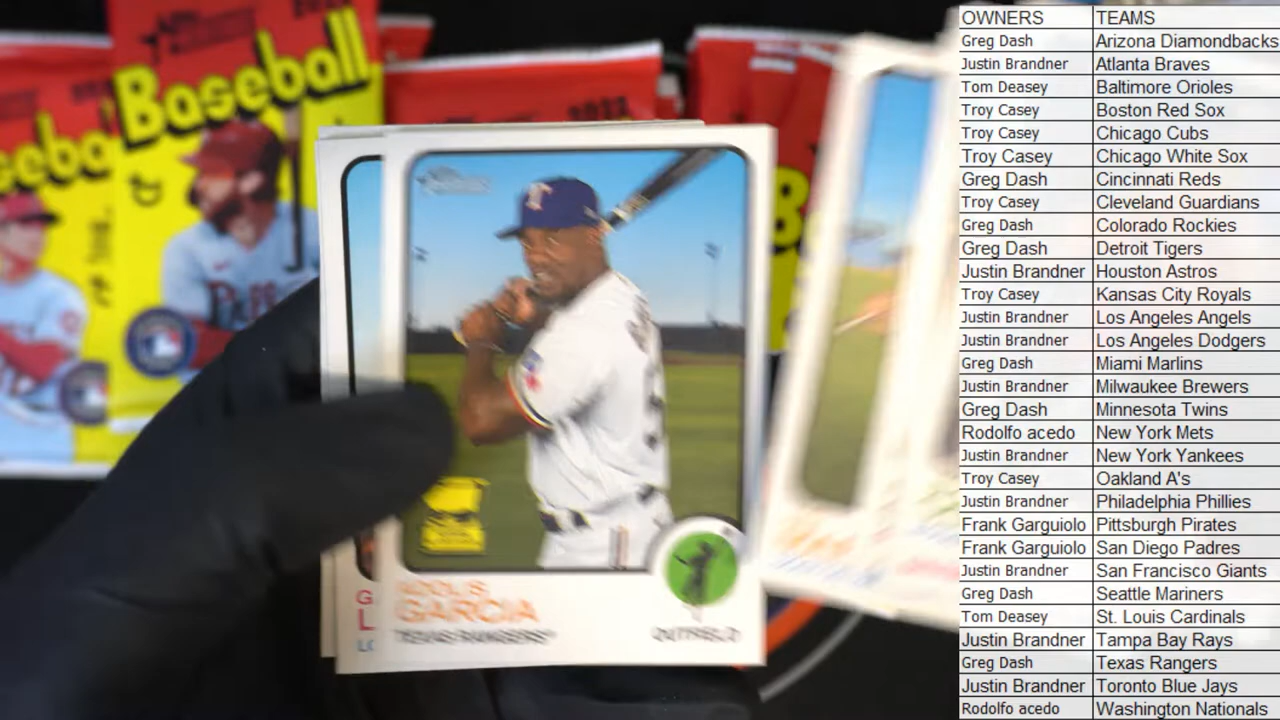 Baseball
GARCIA
TEXAS RANGERS
OUTFIELD
G
L
OWNERS TEAMS
Greg Dash Arizona Diamondbacks
Justin Brandner Atlanta Braves
Tom Deasey Baltimore Orioles
Troy Casey Boston Red Sox
Troy Casey Chicago Cubs
Troy Casey Chicago White Sox
Greg Dash Cincinnati Reds
Troy Casey Cleveland Guardians
Greg Dash Colorado Rockies
Greg Dash Detroit Tigers
Justin Brandner Houston Astros
Troy Casey Kansas City Royals
Justin Brandner Los Angeles Angels
Justin Brandner Los Angeles Dodgers
Greg Dash Miami Marlins
Justin Brandner Milwaukee Brewers
Greg Dash Minnesota Twins
Rodolfo acedo New York Mets
Justin Brandner New York Yankees
Troy Casey Oakland A's
Justin Brandner Philadelphia Phillies
Frank Garguiolo Pittsburgh Pirates
Frank Garguiolo San Diego Padres
Justin Brandner San Francisco Giants
Greg Dash Seattle Mariners
Tom Deasey St. Louis Cardinals
Justin Brandner Tampa Bay Rays
Greg Dash Texas Rangers
Justin Brandner Toronto Blue Jays
Rodolfo acedo Washington Nationals